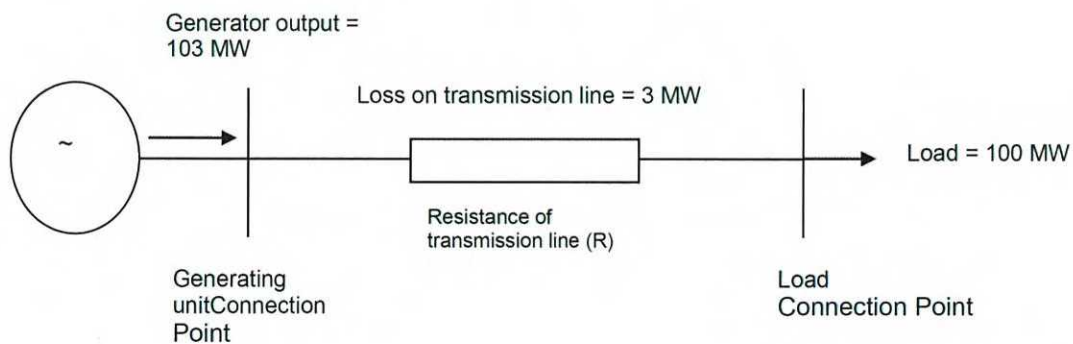 Generator output =
103 MW
Loss on transmission line = 3 MW
~
Load = 100 MW
Resistance of
transmission line (R)
Generating
unitConnection
Point
Load
Connection Point